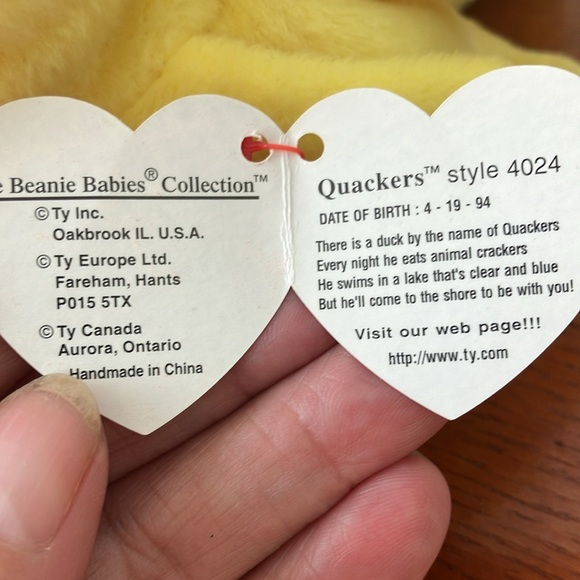 Beanie Babies® Collection™
©Ty Inc.
Oakbrook IL. U.S.A.
©Ty Europe Ltd.
Fareham, Hants
P015 5TX
©Ty Canada
Aurora, Ontario
Handmade in China
Quackers™ style 4024
DATE OF BIRTH : 4 - 19 - 94
There is a duck by the name of Quackers
Every night he eats animal crackers
He swims in a lake that's clear and blue
But he'll come to the shore to be with you!
Visit our web page!!!
http://www.ty.com